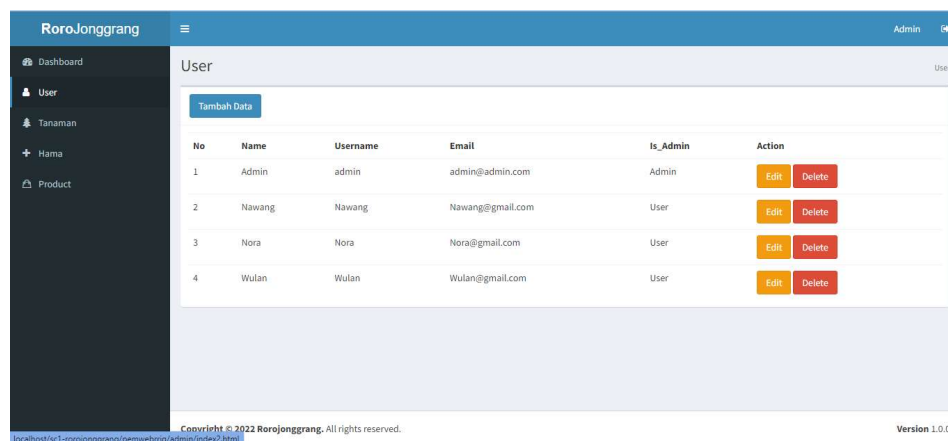 RoroJonggrang
Admin
Dashboard
User
Tanaman
Hama
Product
User
Use
Tambah Data
No Name Username Email Is_Admin Action
1 Admin admin admin@admin.com Admin Edit Delete
2 Nawang Nawang Nawang@gmail.com User Edit Delete
3 Nora Nora Nora@gmail.com User Edit Delete
4 Wulan Wulan Wulan@gmail.com User Edit Delete
Copyright © 2022 Rorojonggrang. All rights reserved.
Version 1.0.